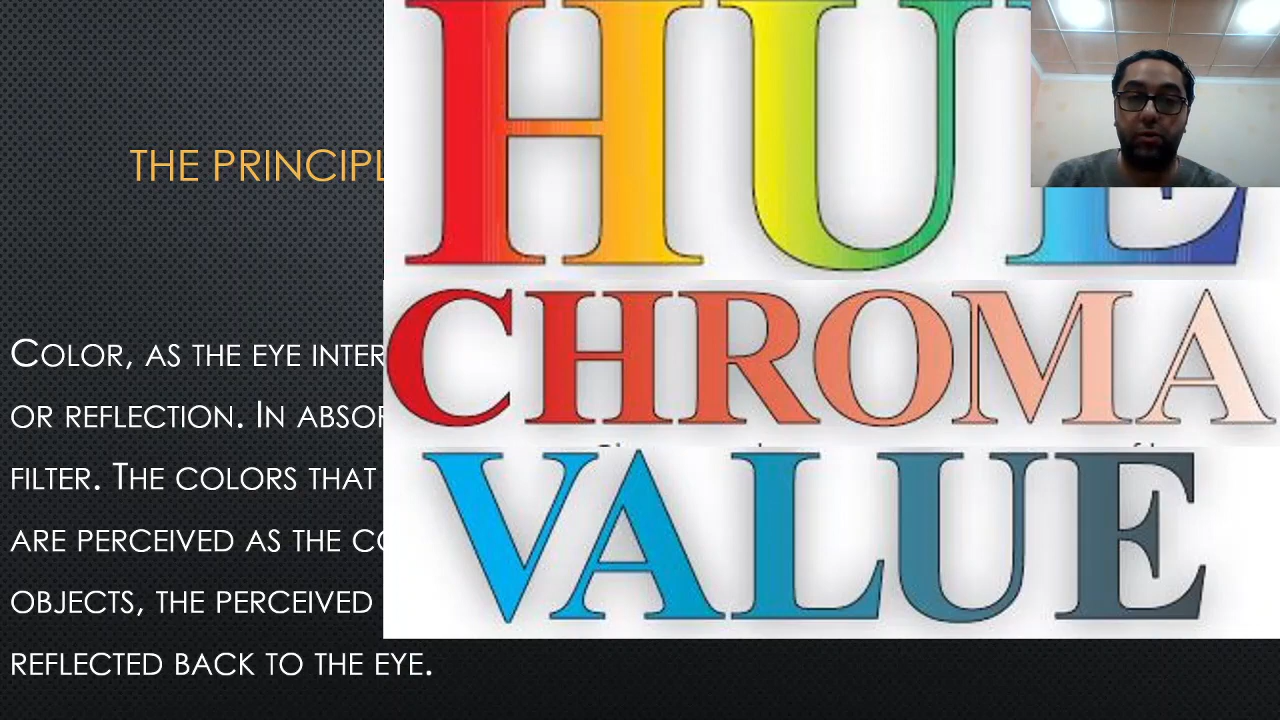 THE PRINCIPL
HUE
COLOR, AS THE EYE INTER
OR REFLECTION. IN ABSOR
FILTER. THE COLORS THAT
ARE PERCEIVED AS THE CO
OBJECTS, THE PERCEIVED
REFLECTED BACK TO THE EYE.
CHROMA
VALUE